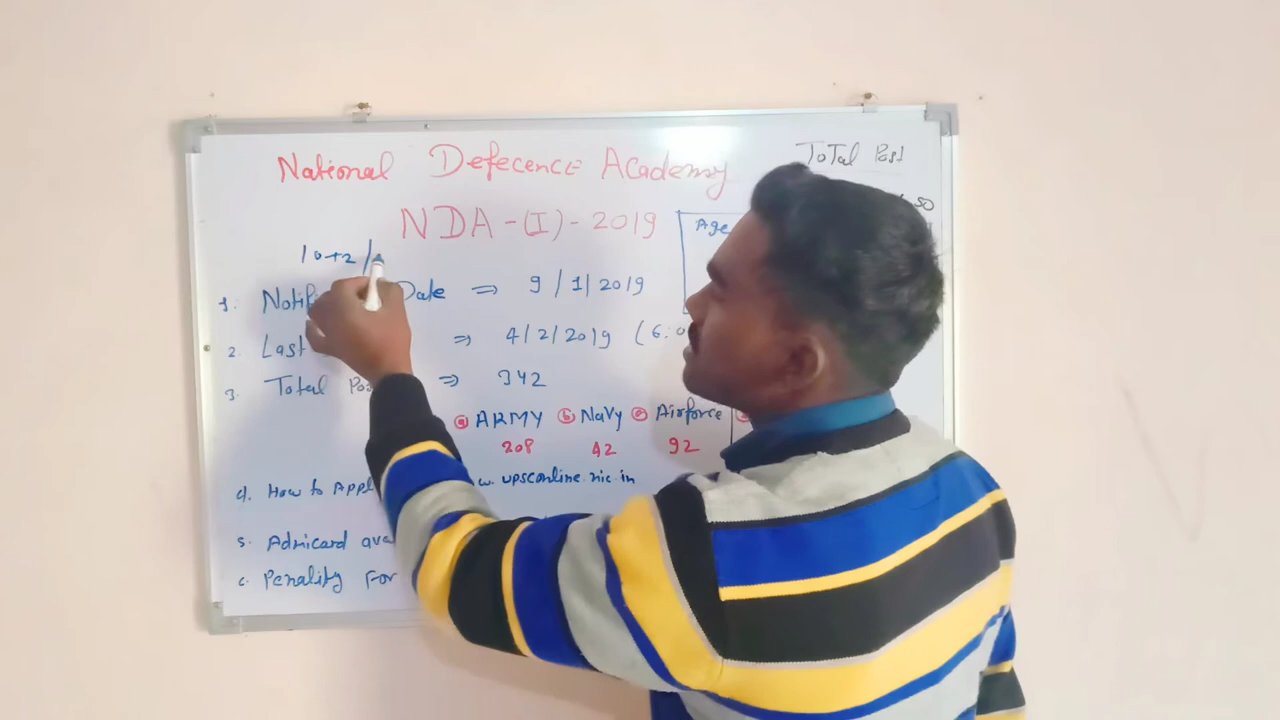 National Defecence Academy
ToTal Post
NDA-(I)-2019
50
Age
10+2/
1. Date ⇒ 9/1/2019
2. Last ⇒ 4/2/2019 (6:0
3. Total ⇒ 342
ⓐ ARMY ⓑ Navy ⓒ Airforce
208 42 92
4. How to Appl w. upsconline.nic.in
5. Admicard ava
6. Penality For